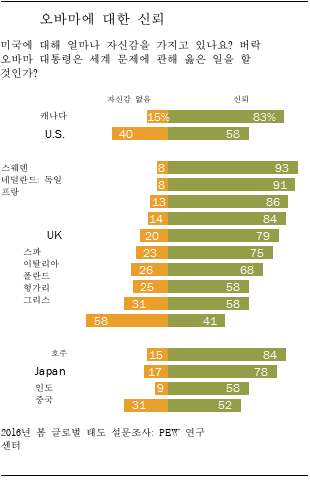 오바마에 대한 신뢰
미국에 대해 얼마나 자신감을 가지고 있나요? 버락
오바마 대통령은 세계 문제에 관해 옳은 일을 할
것인가?
자신감 없음 신뢰
캐나다 15% 83%
U.S. 40 58
스웨덴 8 93
네덜란드: 독일 8 91
프랑 13 86
14 84
UK 20 79
스파 23 75
이탈리아 26 68
폴란드 25 58
헝가리 31 58
그리스
58 41
호주 15 84
Japan 17 78
인도 9 58
중국 31 52
2016년 봄 글로벌 태도 설문조사: PEW 연구
센터